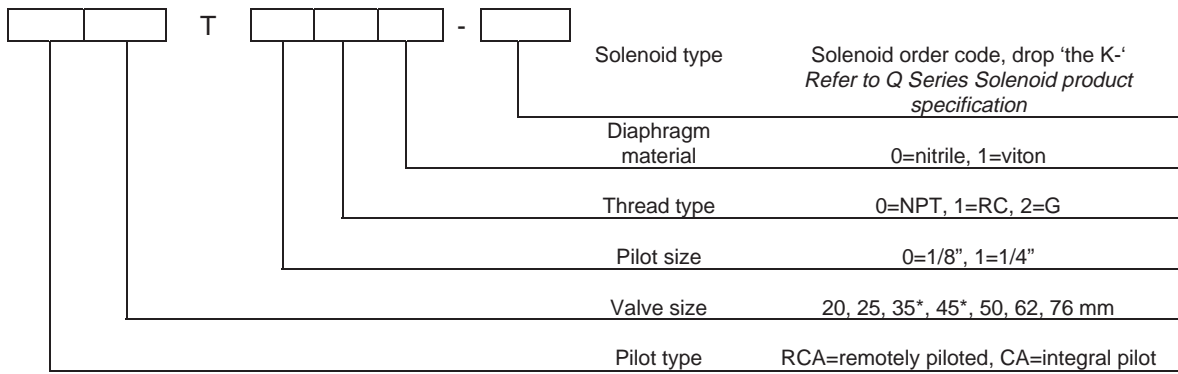 T -
Solenoid type Solenoid order code, drop ‘the K-‘
Refer to Q Series Solenoid product
specification
Diaphragm
material 0=nitrile, 1=viton
Thread type 0=NPT, 1=RC, 2=G
Pilot size 0=1/8”, 1=1/4”
Valve size 20, 25, 35*, 45*, 50, 62, 76 mm
Pilot type RCA=remotely piloted, CA=integral pilot